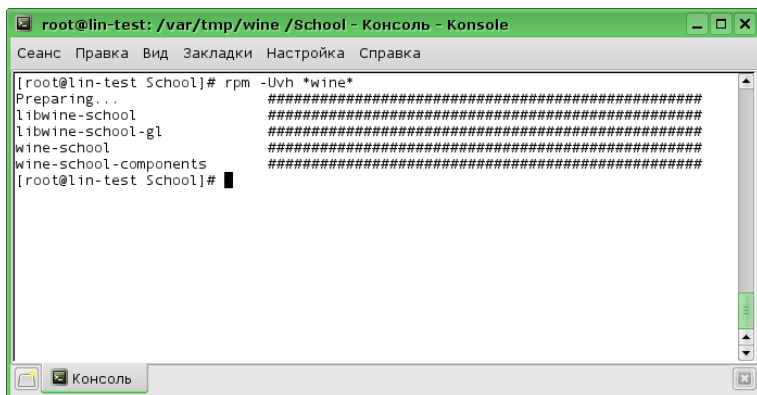 root@lin-test: /var/tmp/wine /School - Консоль - Konsole
Сеанс Правка Вид Закладки Настройка Справка
[root@lin-test School]# rpm -Uvh *wine*
Preparing... ##################################################
libwine-school ##################################################
libwine-school-gl ##################################################
wine-school ##################################################
wine-school-components ##################################################
[root@lin-test School]#
Консоль